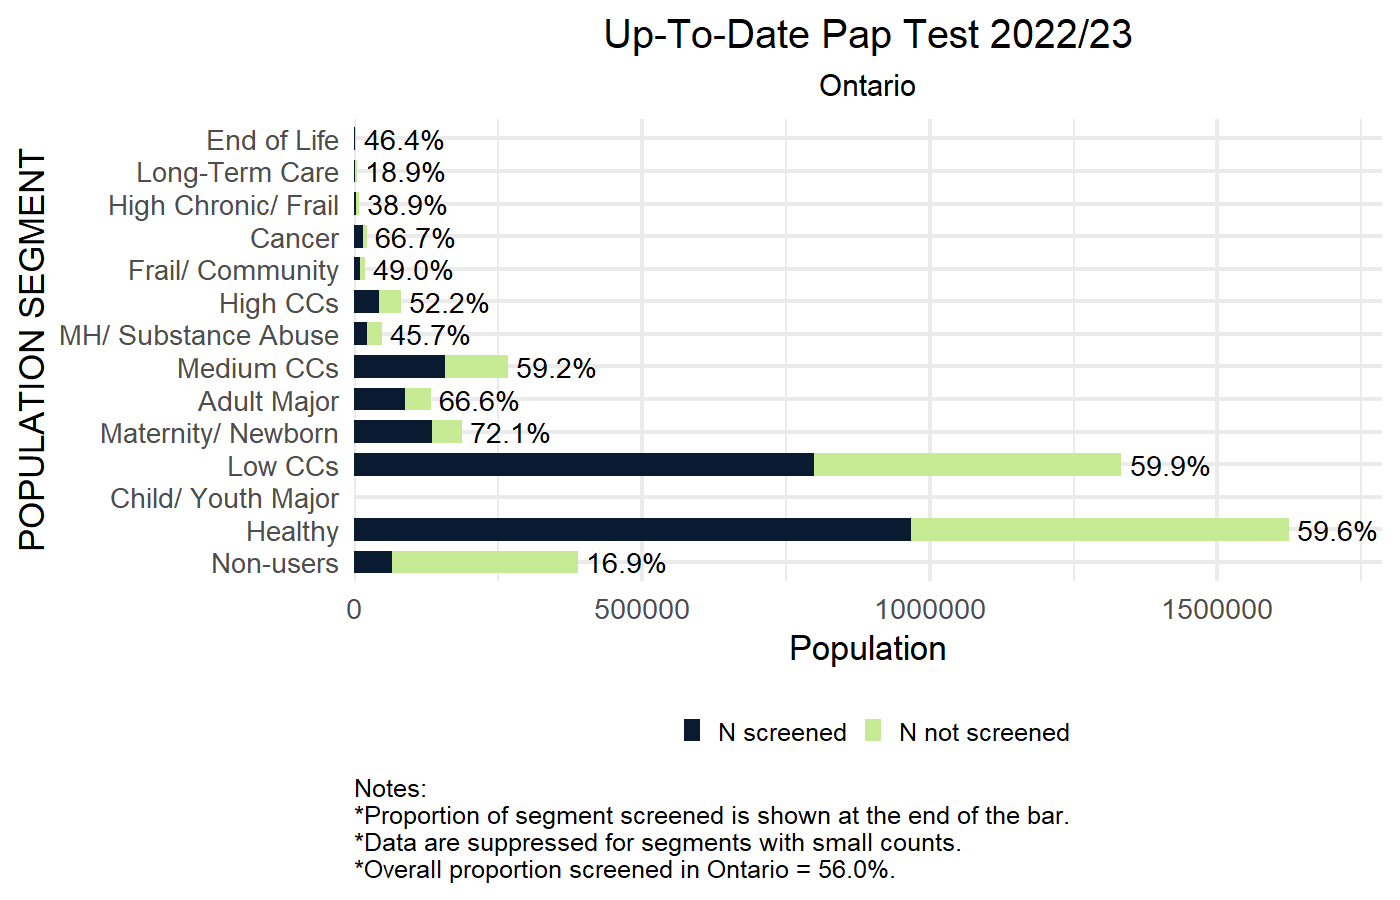 Up-To-Date Pap Test 2022/23
Ontario
POPULATION SEGMENT
End of Life 46.4%
Long-Term Care 18.9%
High Chronic/ Frail 38.9%
Cancer 66.7%
Frail/ Community 49.0%
High CCs 52.2%
MH/ Substance Abuse 45.7%
Medium CCs 59.2%
Adult Major 66.6%
Maternity/ Newborn 72.1%
Low CCs 59.9%
Child/ Youth Major
Healthy 59.6%
Non-users 16.9%
0 500000 1000000 1500000
Population
N screened N not screened
Notes:
*Proportion of segment screened is shown at the end of the bar.
*Data are suppressed for segments with small counts.
*Overall proportion screened in Ontario = 56.0%.